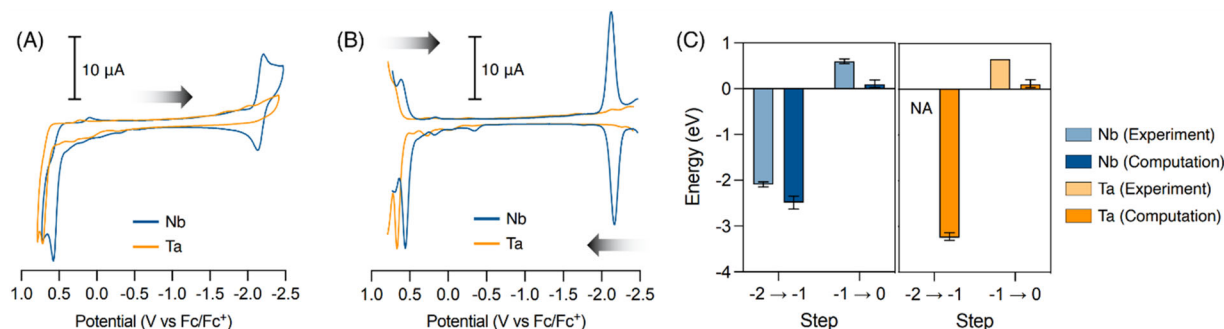 (A)
10 µA
Nb
Ta
1.0 0.5 0.0 -0.5 -1.0 -1.5 -2.0 -2.5
Potential (V vs Fc/Fc⁺)
(B)
10 µA
Nb
Ta
1.0 0.5 0.0 -0.5 -1.0 -1.5 -2.0 -2.5
Potential (V vs Fc/Fc⁺)
(C)
Energy (eV)
1
0
-1
-2
-3
-4
NA
-2 → -1 -1 → 0
Step
-2 → -1 -1 → 0
Step
Nb (Experiment)
Nb (Computation)
Ta (Experiment)
Ta (Computation)